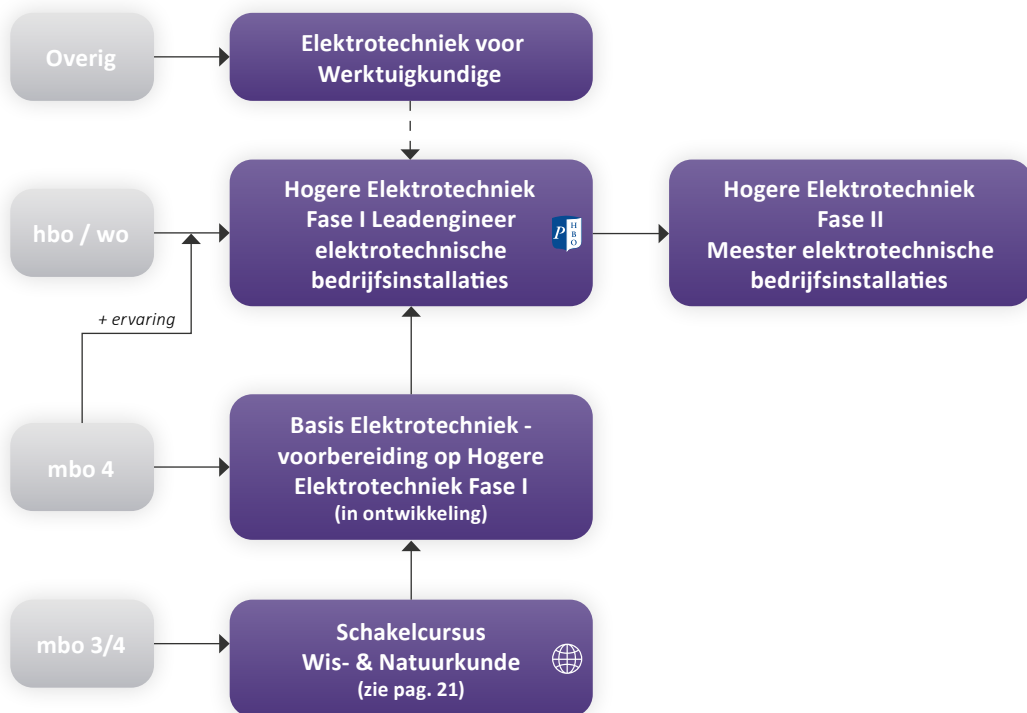 Overig
Elektrotechniek voor
Werktuigkundige
hbo / wo
Hogere Elektrotechniek
Fase I Leadengineer
elektrotechnische
bedrijfsinstallaties
P
H
B
O
Hogere Elektrotechniek
Fase II
Meester elektrotechnische
bedrijfsinstallaties
+ ervaring
mbo 4
Basis Elektrotechniek -
voorbereiding op Hogere
Elektrotechniek Fase I
(in ontwikkeling)
mbo 3/4
Schakelcursus
Wis- & Natuurkunde
(zie pag. 21)